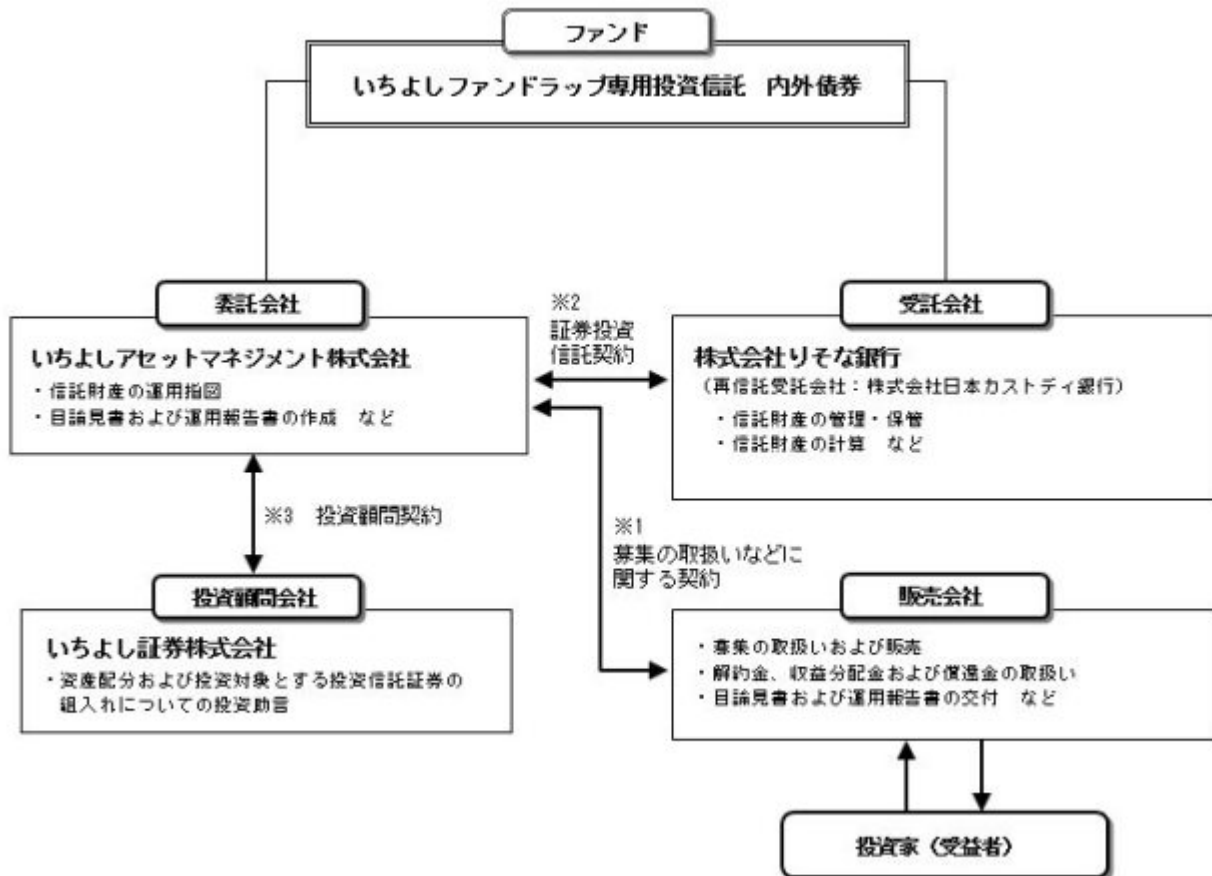 ファンド
いちよしファンドラップ専用投資信託　内外債券
委託会社
いちよしアセットマネジメント株式会社
・信託財産の運用指図
・目論見書および運用報告書の作成　など
※2
証券投資
信託契約
受託会社
株式会社りそな銀行
（再信託受託会社：株式会社日本カストディ銀行）
・信託財産の管理・保管
・信託財産の計算　など
※3　投資顧問契約
※1
募集の取扱いなどに
関する契約
投資顧問会社
いちよし証券株式会社
・資産配分および投資対象とする投資信託証券の
組入れについての投資助言
販売会社
・募集の取扱いおよび販売
・解約金、収益分配金および償還金の取扱い
・目論見書および運用報告書の交付　など
投資家（受益者）